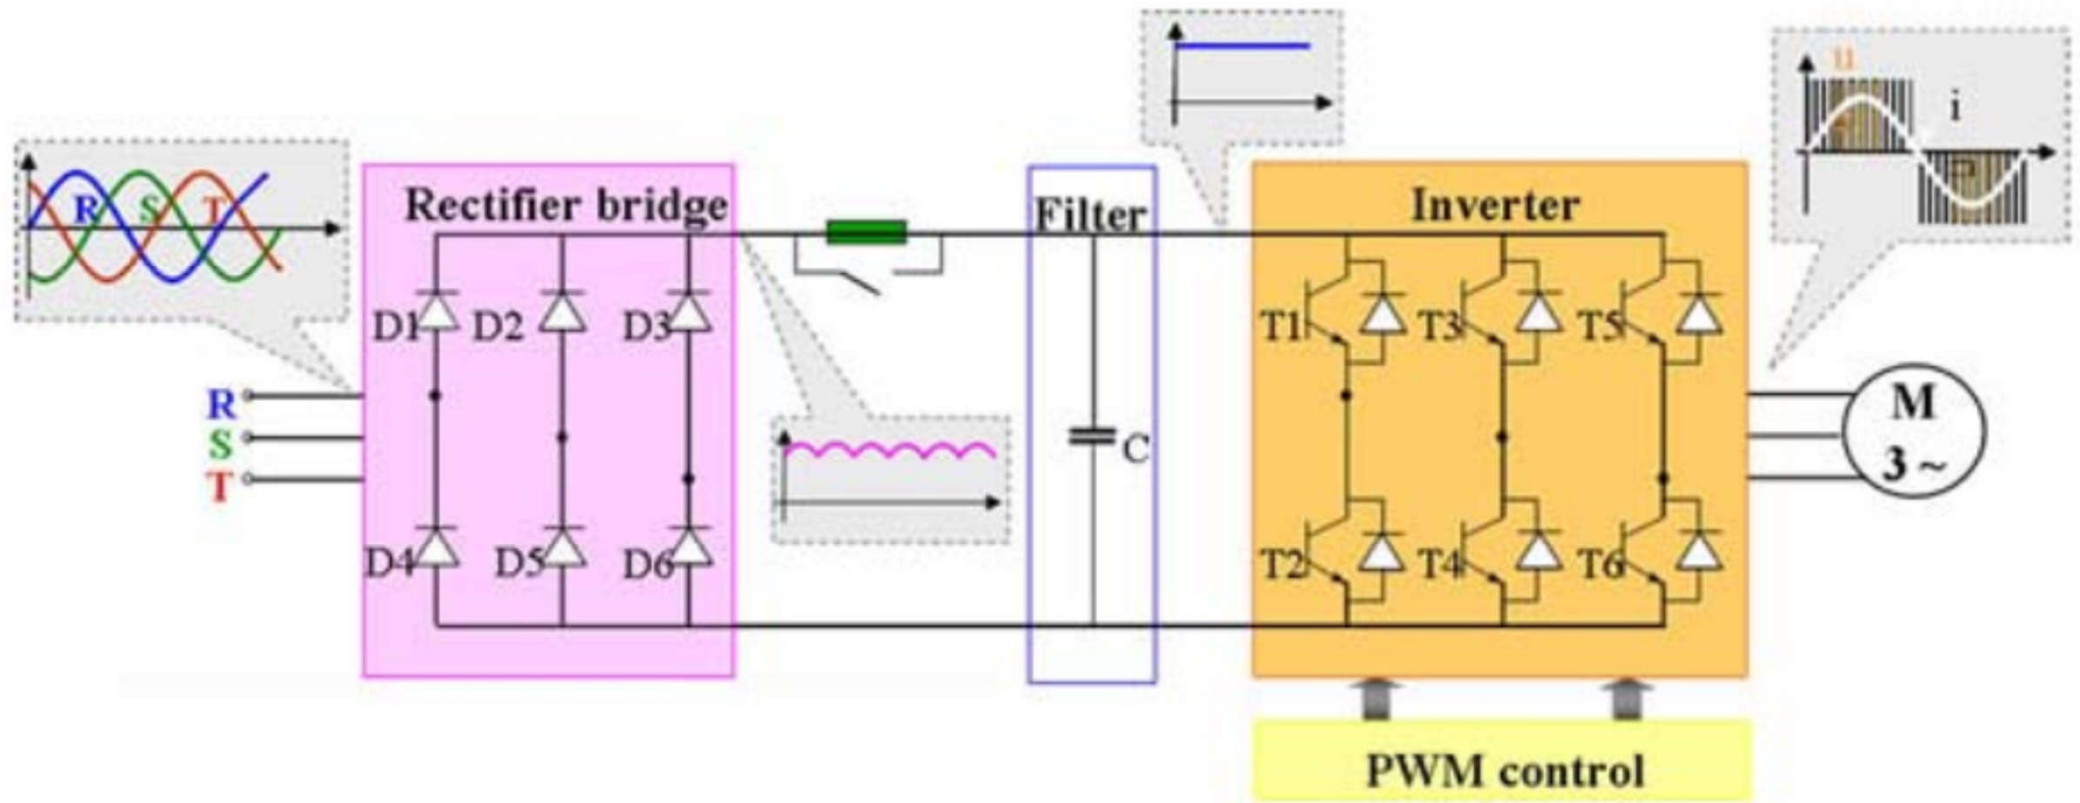 R S T
Rectifier bridge
D1 D2 D3
D4 D5 D6
R
S
T
Filter
C
Inverter
T1 T3 T5
T2 T4 T6
i
M
3 ~
PWM control